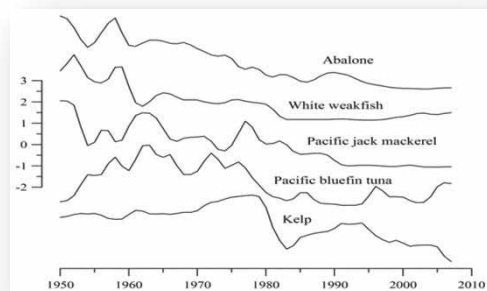 Abalone
3
2
White weakfish
1
0
Pacific jack mackerel
-1
Pacific bluefin tuna
-2
Kelp
1950 1960 1970 1980 1990 2000 2010